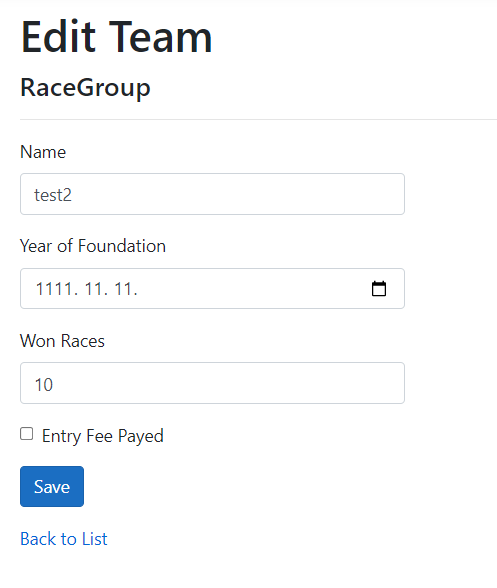 Edit Team
RaceGroup
Name
test2
Year of Foundation
1111. 11. 11.
Won Races
10
Entry Fee Payed
Save
Back to List